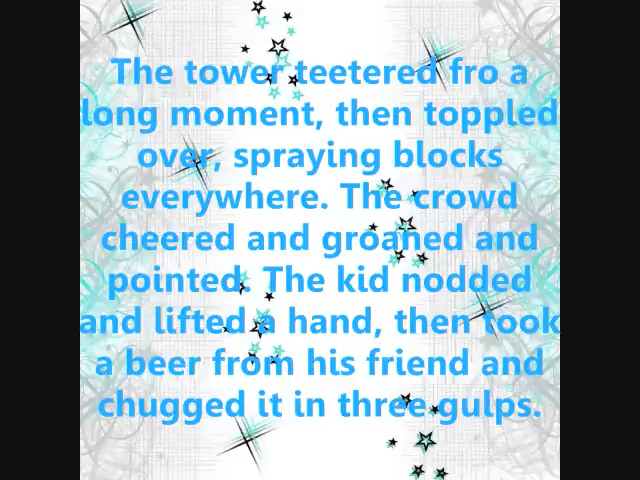 The tower teetered fro a
long moment, then toppled
over, spraying blocks
everywhere. The crowd
cheered and groaned and
pointed. The kid nodded
and lifted a hand, then took
a beer from his friend and
chugged it in three gulps.